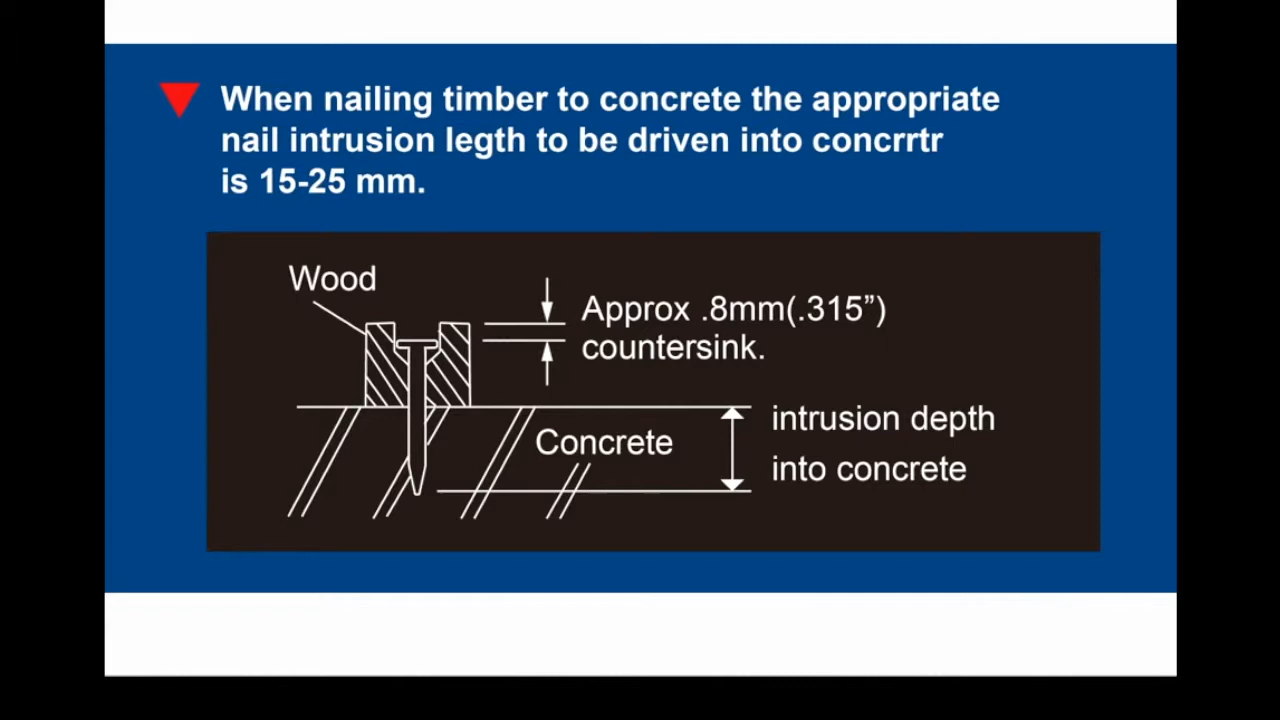 When nailing timber to concrete the appropriate
nail intrusion legth to be driven into concrrtr
is 15-25 mm.
Wood
Approx .8mm(.315”)
countersink.
intrusion depth
Concrete
into concrete